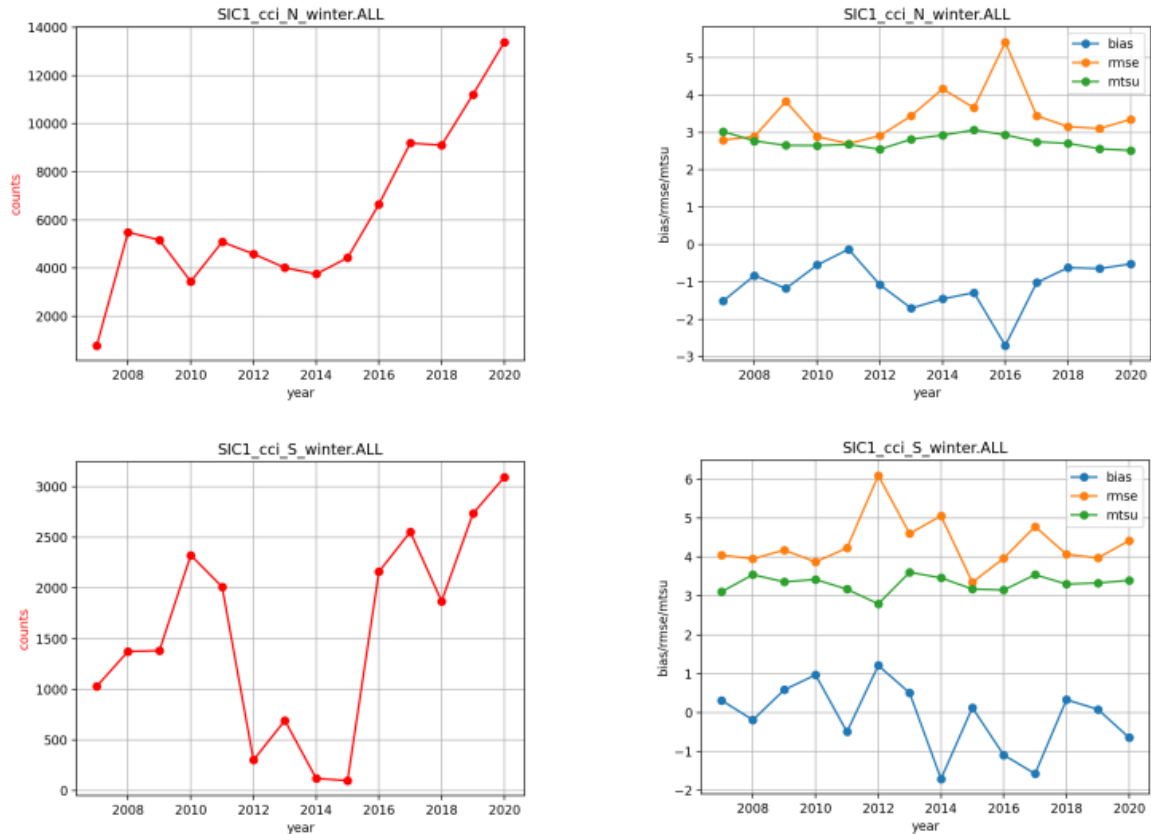 SIC1_cci_N_winter.ALL
14000
12000
10000
8000
6000
4000
2000
counts
2008 2010 2012 2014 2016 2018 2020
year
SIC1_cci_N_winter.ALL
bias
rmse
mtsu
5
4
3
2
1
0
−1
−2
−3
bias/rmse/mtsu
2008 2010 2012 2014 2016 2018 2020
year
SIC1_cci_S_winter.ALL
3000
2500
2000
1500
1000
500
0
counts
2008 2010 2012 2014 2016 2018 2020
year
SIC1_cci_S_winter.ALL
bias
rmse
mtsu
6
5
4
3
2
1
0
−1
−2
bias/rmse/mtsu
2008 2010 2012 2014 2016 2018 2020
year